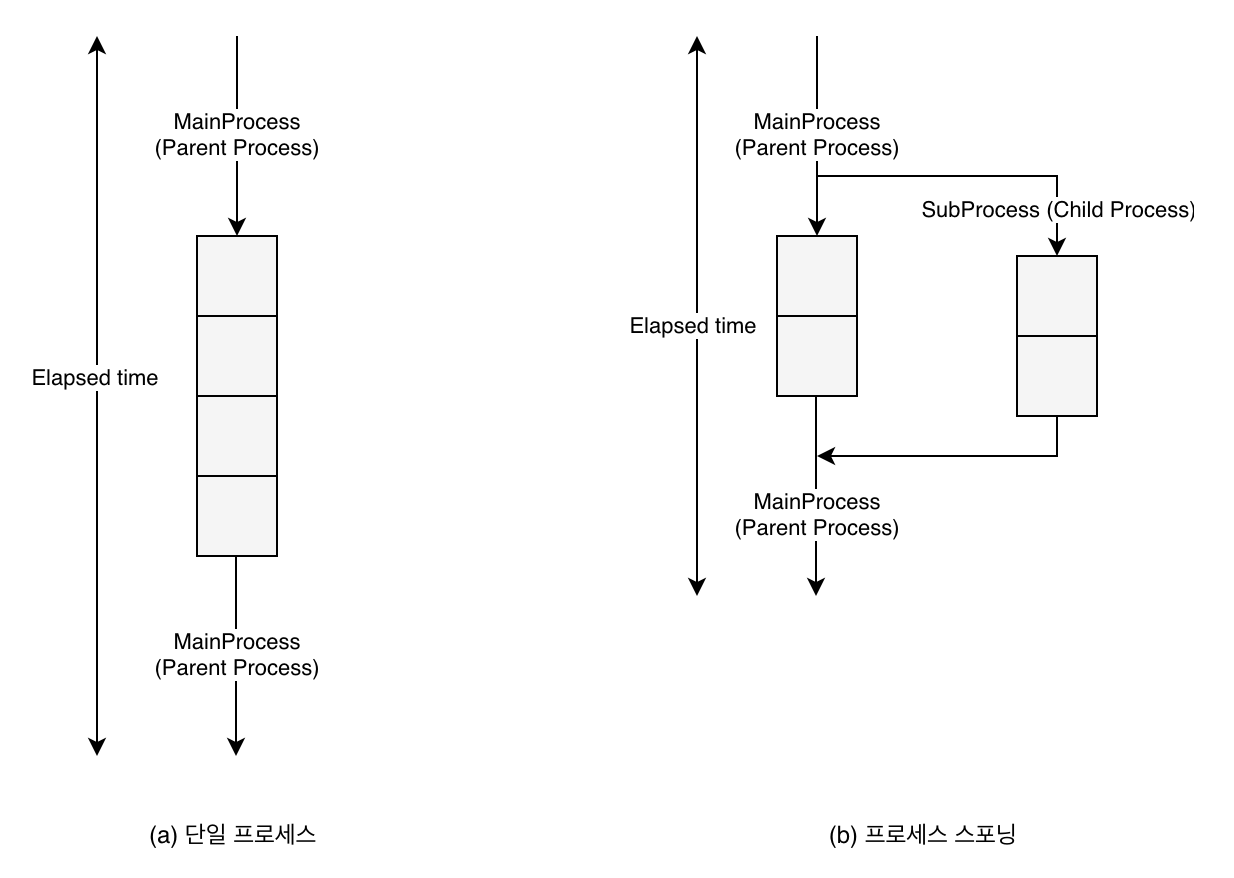 MainProcess
(Parent Process)
Elapsed time
MainProcess
(Parent Process)
(a) 단일 프로세스
MainProcess
(Parent Process)
SubProcess (Child Process)
Elapsed time
MainProcess
(Parent Process)
(b) 프로세스 스포닝